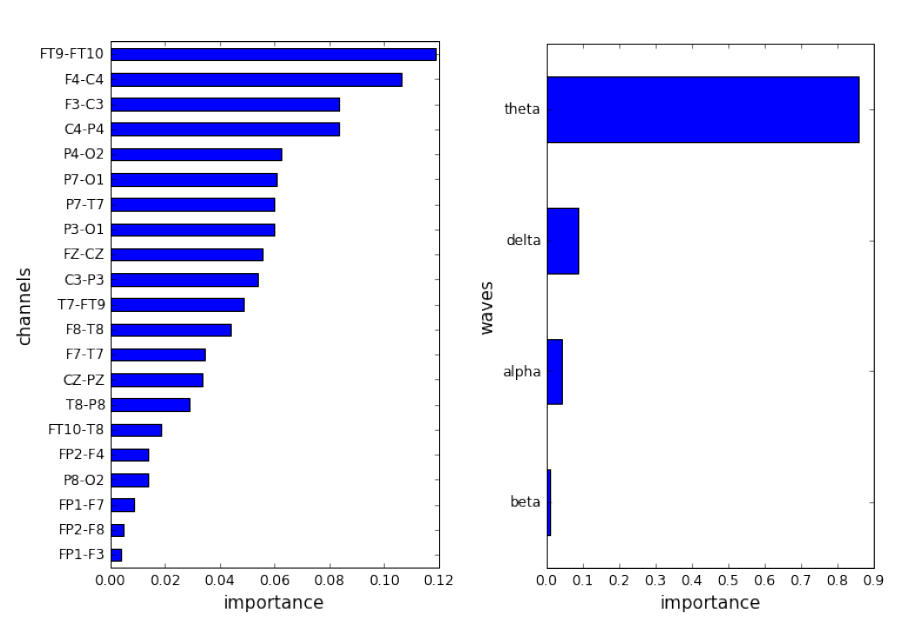 FT9-FT10
F4-C4
F3-C3
C4-P4
P4-O2
P7-O1
P7-T7
P3-O1
FZ-CZ
C3-P3
T7-FT9
F8-T8
F7-T7
CZ-PZ
T8-P8
FT10-T8
FP2-F4
P8-O2
FP1-F7
FP2-F8
FP1-F3
channels
0.00 0.02 0.04 0.06 0.08 0.10 0.12
importance
theta
delta
alpha
beta
waves
0.0 0.1 0.2 0.3 0.4 0.5 0.6 0.7 0.8 0.9
importance